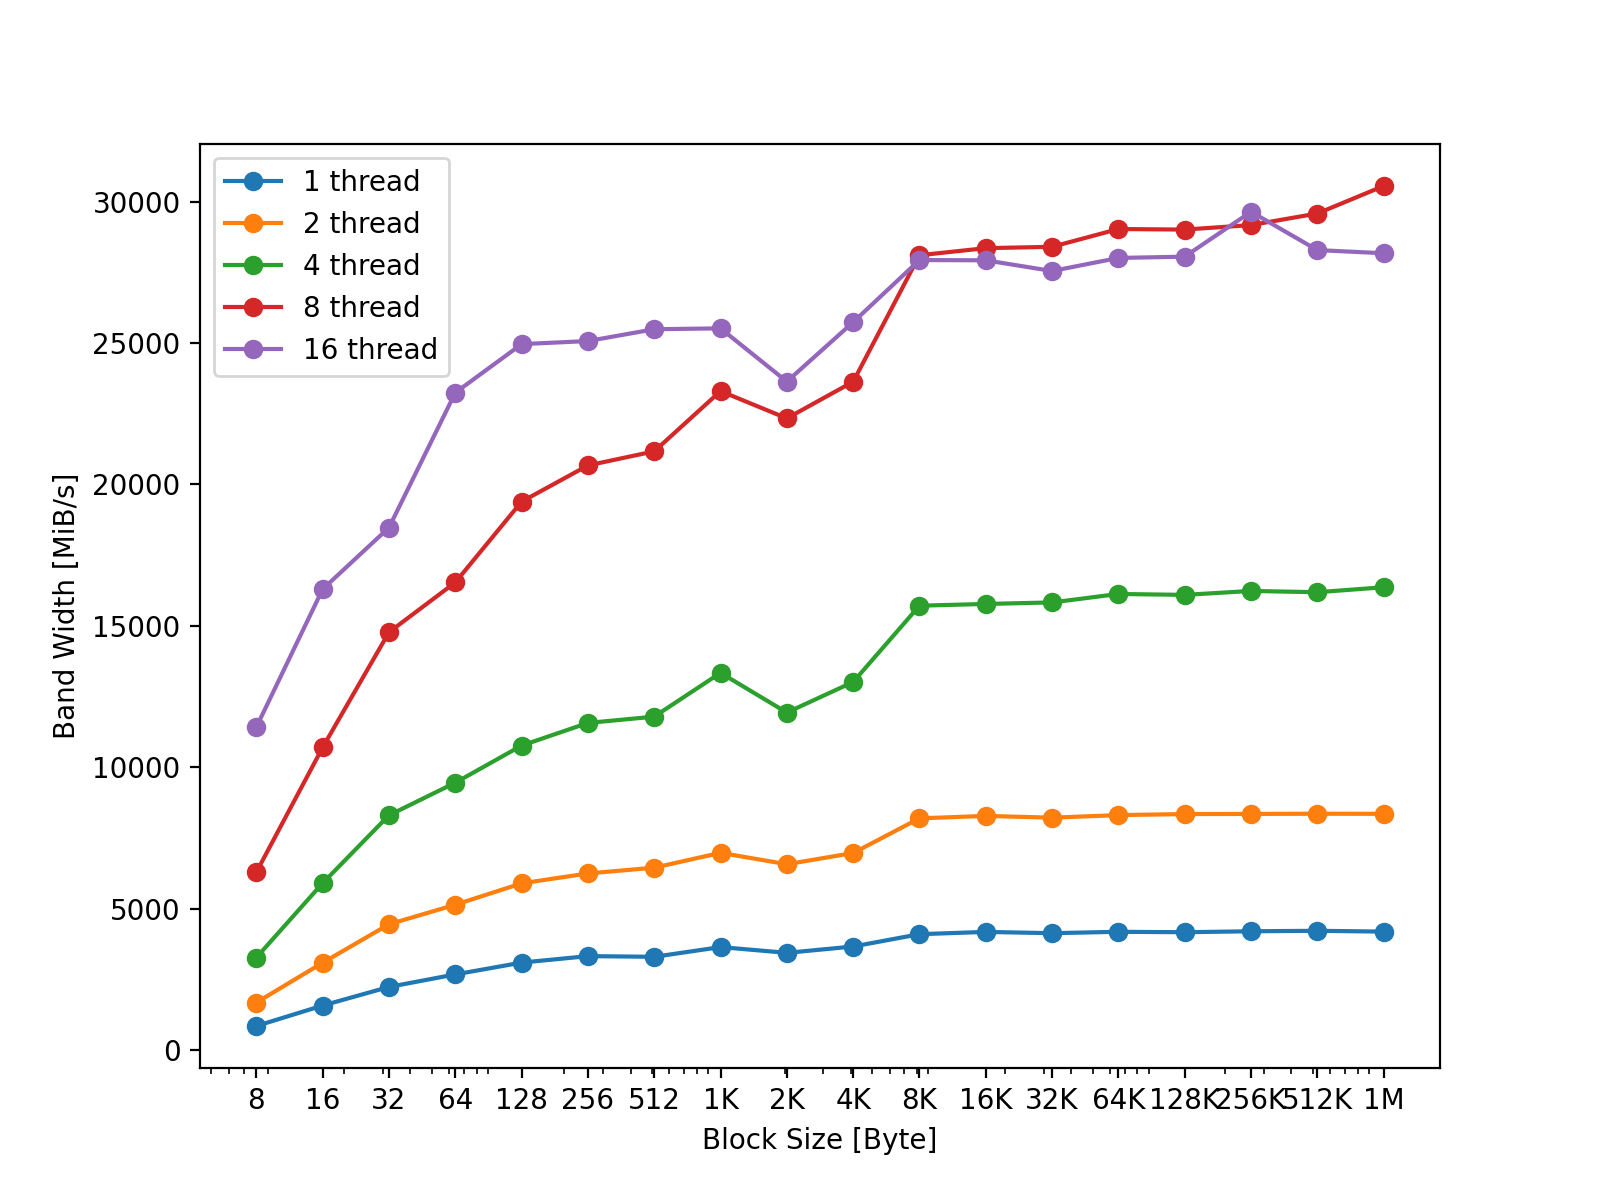 1 thread
2 thread
4 thread
8 thread
16 thread
30000
25000
20000
15000
10000
5000
0
Band Width [MiB/s]
8 16 32 64 128 256 512 1K 2K 4K 8K 16K 32K 64K 128K 256K 512K 1M
Block Size [Byte]